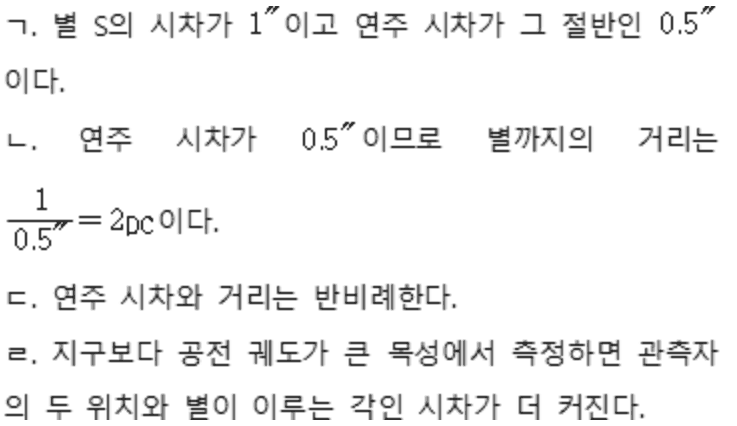 ㄱ. 별 S의 시차가 1″이고 연주 시차가 그 절반인 0.5″
이다.
ㄴ. 연주 시차가 0.5″이므로 별까지의 거리는
1/0.5″=2pc이다.
ㄷ. 연주 시차와 거리는 반비례한다.
ㄹ. 지구보다 공전 궤도가 큰 목성에서 측정하면 관측자
의 두 위치와 별이 이루는 각인 시차가 더 커진다.